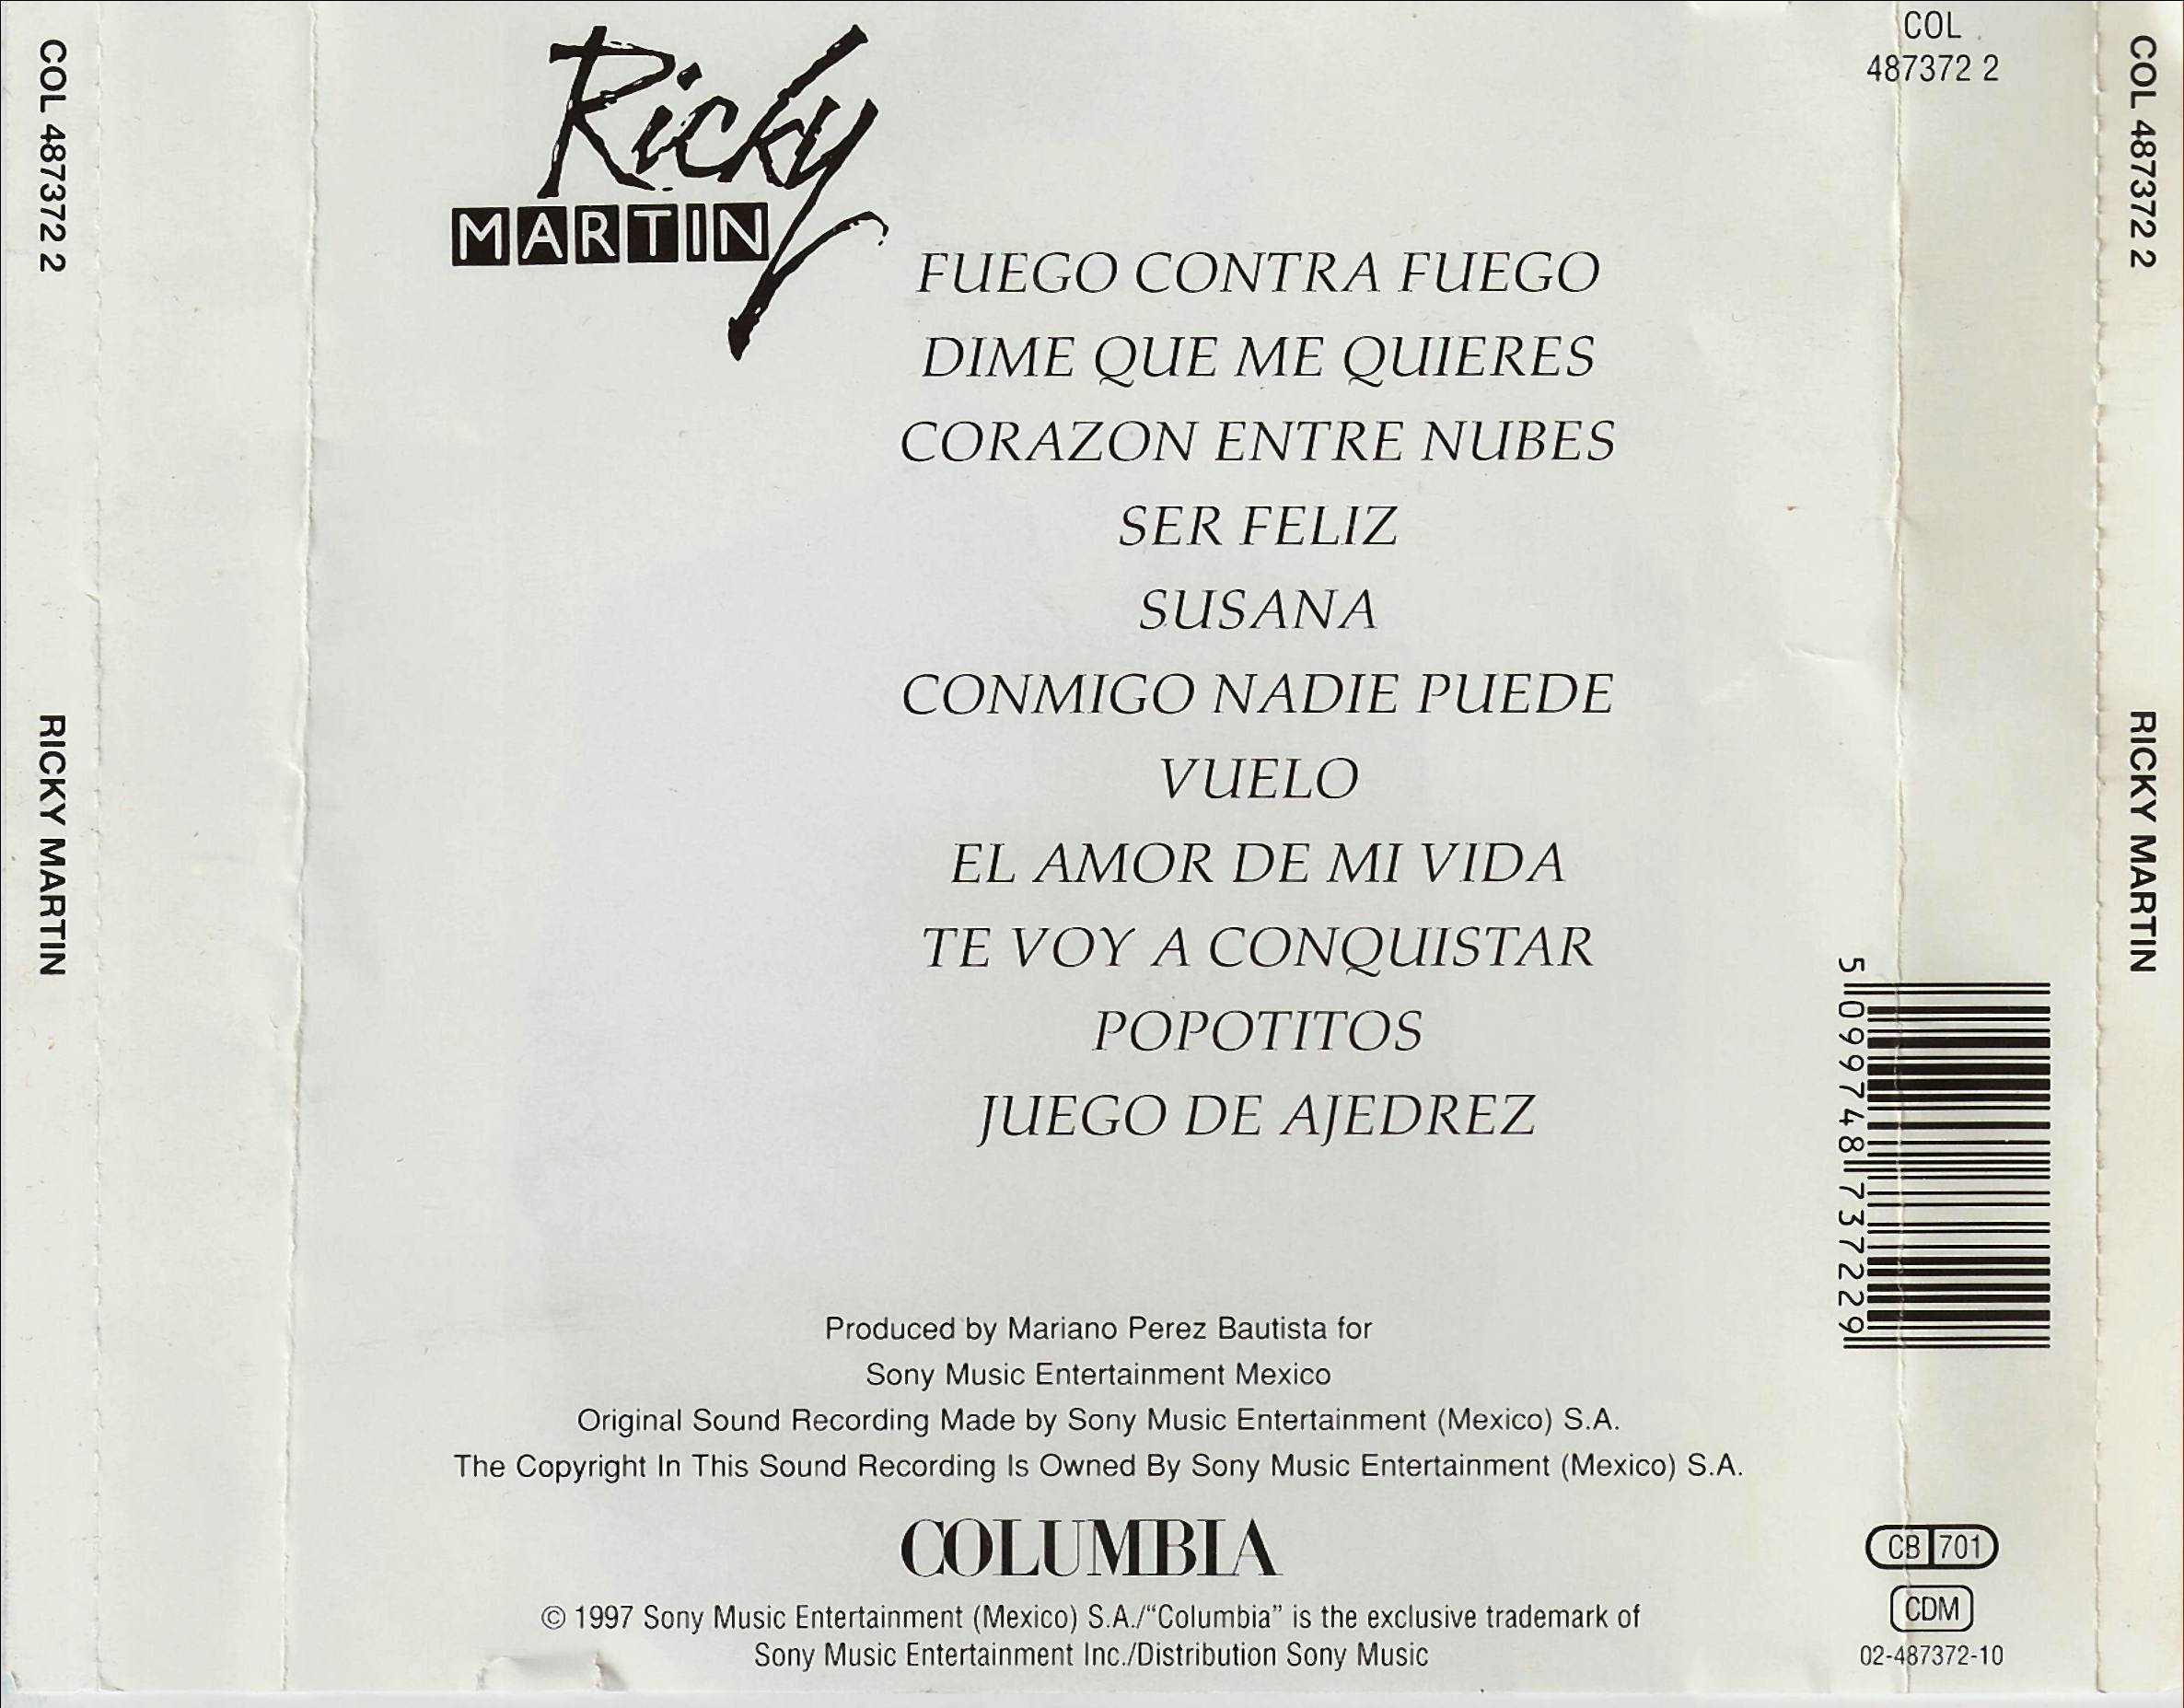 COL 487372 2
RICKY MARTIN
Ricky
MARTIN
COL
487372 2
FUEGO CONTRA FUEGO
DIME QUE ME QUIERES
CORAZON ENTRE NUBES
SER FELIZ
SUSANA
CONMIGO NADIE PUEDE
VUELO
EL AMOR DE MI VIDA
TE VOY A CONQUISTAR
POPOTITOS
JUEGO DE AJEDREZ
5 099748 737229
Produced by Mariano Perez Bautista for
Sony Music Entertainment Mexico
Original Sound Recording Made by Sony Music Entertainment (Mexico) S.A.
The Copyright In This Sound Recording Is Owned By Sony Music Entertainment (Mexico) S.A.
COLUMBIA
© 1997 Sony Music Entertainment (Mexico) S.A./“Columbia” is the exclusive trademark of
Sony Music Entertainment Inc./Distribution Sony Music
CB 701
CDM
02-487372-10
COL 487372 2
RICKY MARTIN